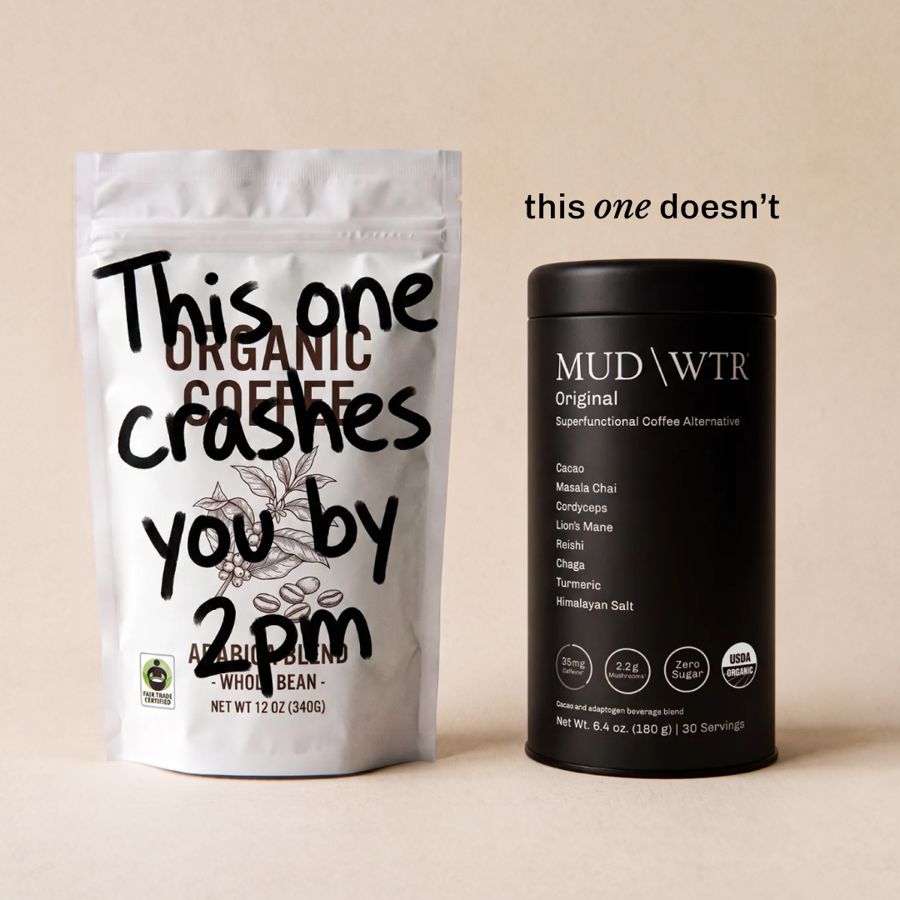 This one
crashes
you by
2pm
ORGANIC
COFFEE
ARABICA BLEND
- WHOLE BEAN -
NET WT 12 OZ (340G)
FAIR TRADE
CERTIFIED
this one doesn't
MUD\WTR
Original
Superfunctional Coffee Alternative
Cacao
Masala Chai
Cordyceps
Lion's Mane
Reishi
Chaga
Turmeric
Himalayan Salt
35mg
Caffeine*
2.2g
Mushrooms*
Zero
Sugar
USDA
ORGANIC
Cacao and adaptogen beverage blend
Net Wt. 6.4 oz. (180 g) | 30 Servings